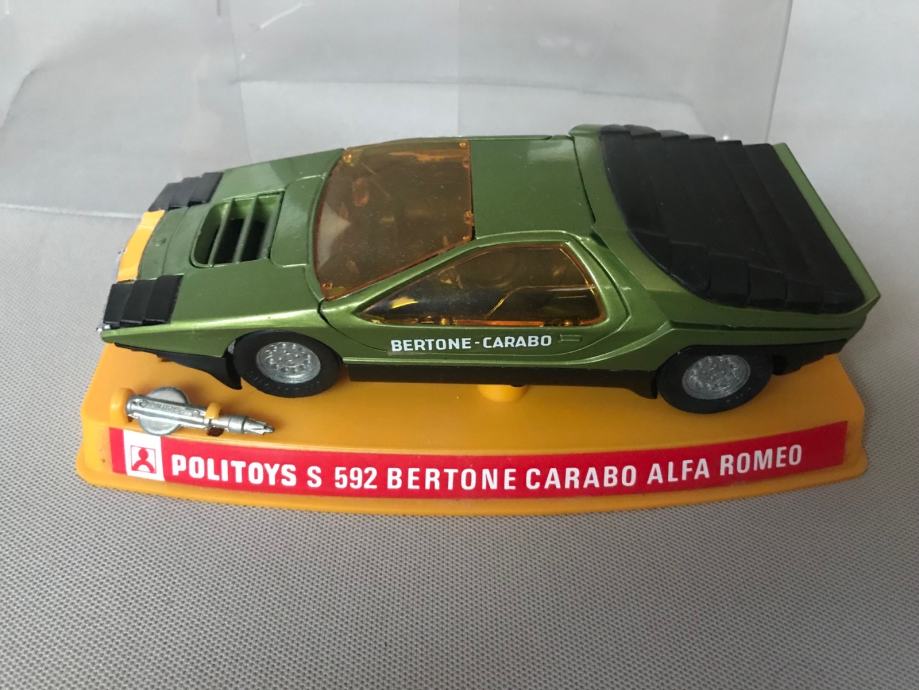 BERTONE-CARABO
POLITOYS S 592 BERTONE CARABO ALFA ROMEO